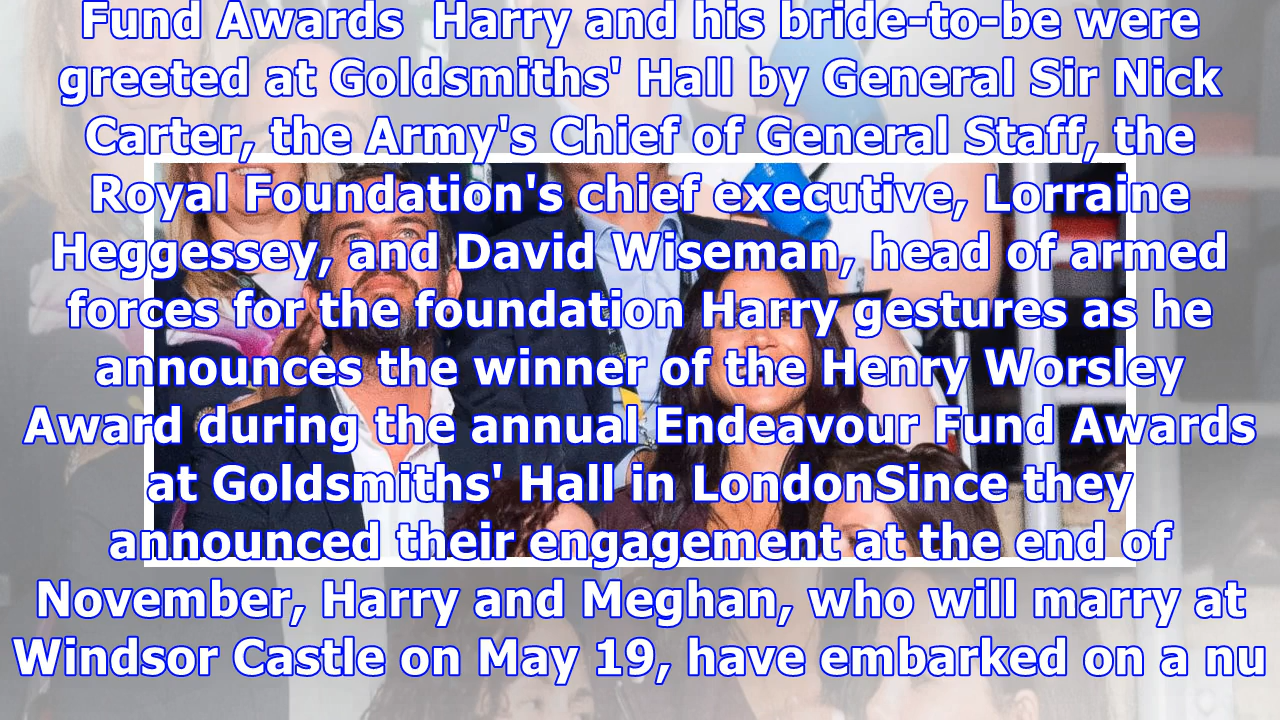 Fund Awards  Harry and his bride-to-be were
greeted at Goldsmiths' Hall by General Sir Nick
Carter, the Army's Chief of General Staff, the
Royal Foundation's chief executive, Lorraine
Heggessey, and David Wiseman, head of armed
forces for the foundation Harry gestures as he
announces the winner of the Henry Worsley
Award during the annual Endeavour Fund Awards
at Goldsmiths' Hall in LondonSince they
announced their engagement at the end of
November, Harry and Meghan, who will marry at
Windsor Castle on May 19, have embarked on a nu